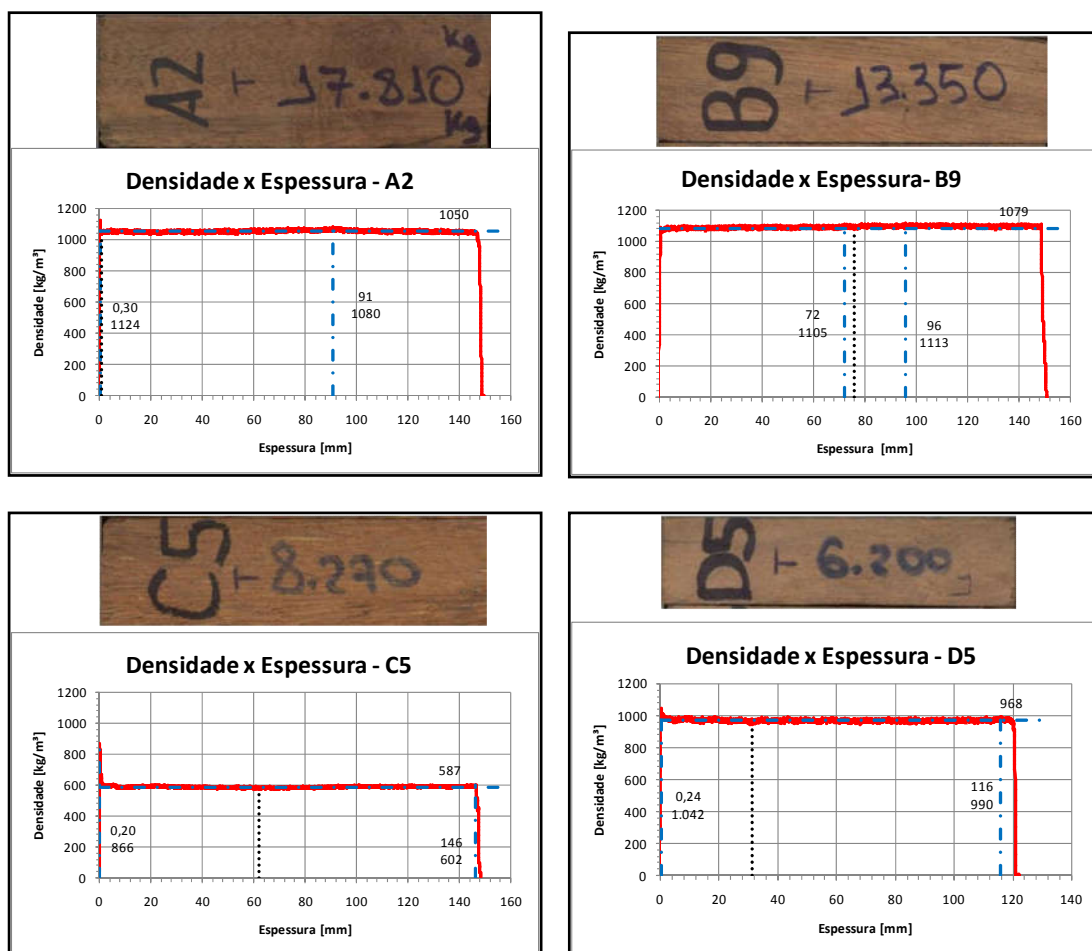 A2 - 17.810 kg
kg
Densidade x Espessura - A2
1200
1000
800
600
400
200
0
0 20 40 60 80 100 120 140 160
Densidade [kg/m³]
Espessura [mm]
1050
0,30
1124
91
1080
B9 - 13.350
Densidade x Espessura- B9
1200
1000
800
600
400
200
0
0 20 40 60 80 100 120 140 160
Densidade [kg/m³]
Espessura [mm]
1079
72
1105
96
1113
C5 - 8.270
Densidade x Espessura - C5
1200
1000
800
600
400
200
0
0 20 40 60 80 100 120 140 160
Densidade [kg/m³]
Espessura [mm]
587
0,20
866
146
602
D5 - 6.200
Densidade x Espessura - D5
1200
1000
800
600
400
200
0
0 20 40 60 80 100 120 140
Densidade [kg/m³]
Espessura [mm]
968
0,24
1.042
116
990